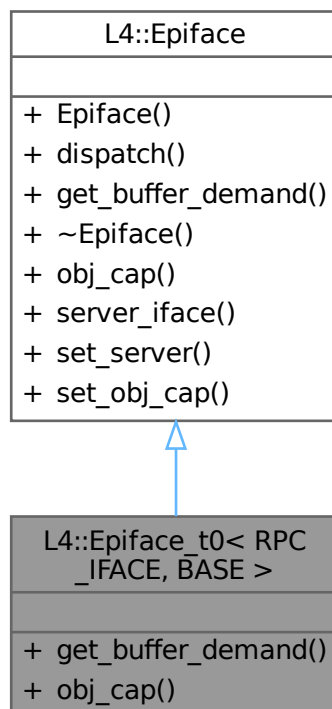 L4::Epiface
+ Epiface()
+ dispatch()
+ get_buffer_demand()
+ ~Epiface()
+ obj_cap()
+ server_iface()
+ set_server()
+ set_obj_cap()
L4::Epiface_t0< RPC
_IFACE, BASE >
+ get_buffer_demand()
+ obj_cap()